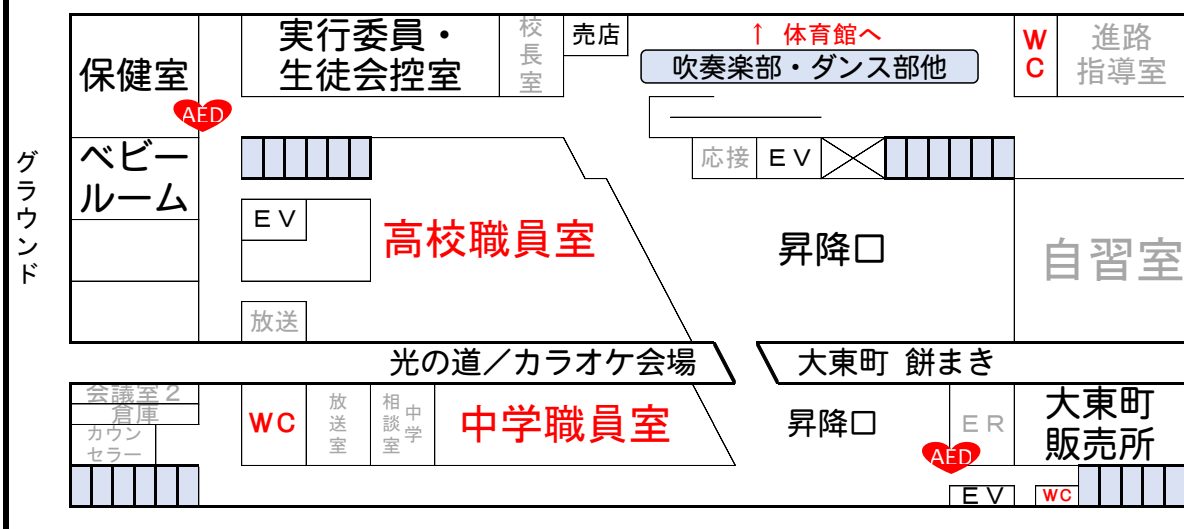 実行委員・
生徒会控室
校長室
売店
↑ 体育館へ
吹奏楽部・ダンス部他
WC
進路
指導室
保健室
AED
グラウンド
ベビー
ルーム
応接
EV
EV
高校職員室
昇降口
自習室
放送
光の道／カラオケ会場
大東町 餅まき
会議室2
倉庫
カウン
セラー
WC
放送室
相談室
中学
中学職員室
昇降口
ER
大東町
販売所
AED
EV
WC